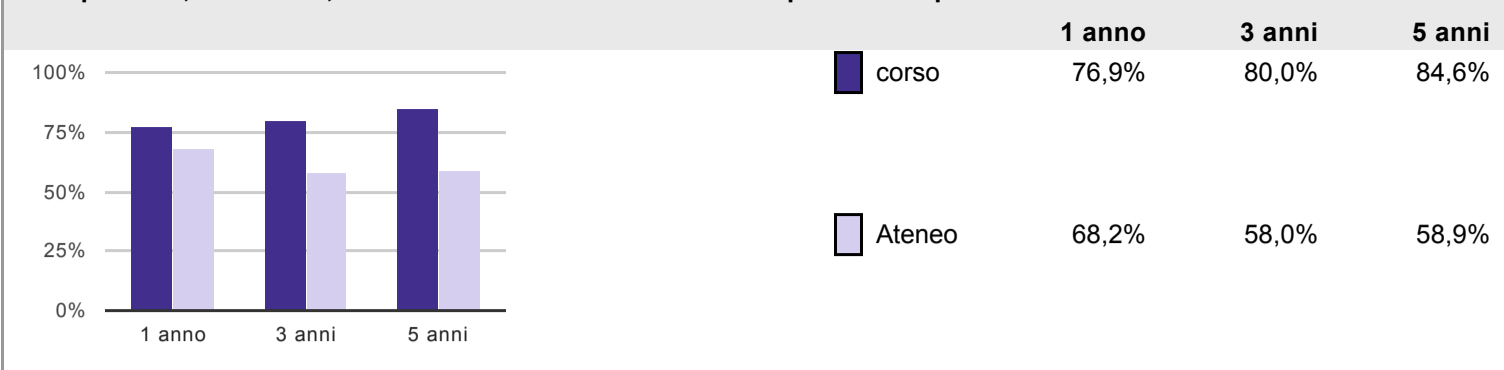 1 anno 3 anni 5 anni
100%
75%
50%
25%
0%
1 anno 3 anni 5 anni
corso 76,9% 80,0% 84,6%
Ateneo 68,2% 58,0% 58,9%